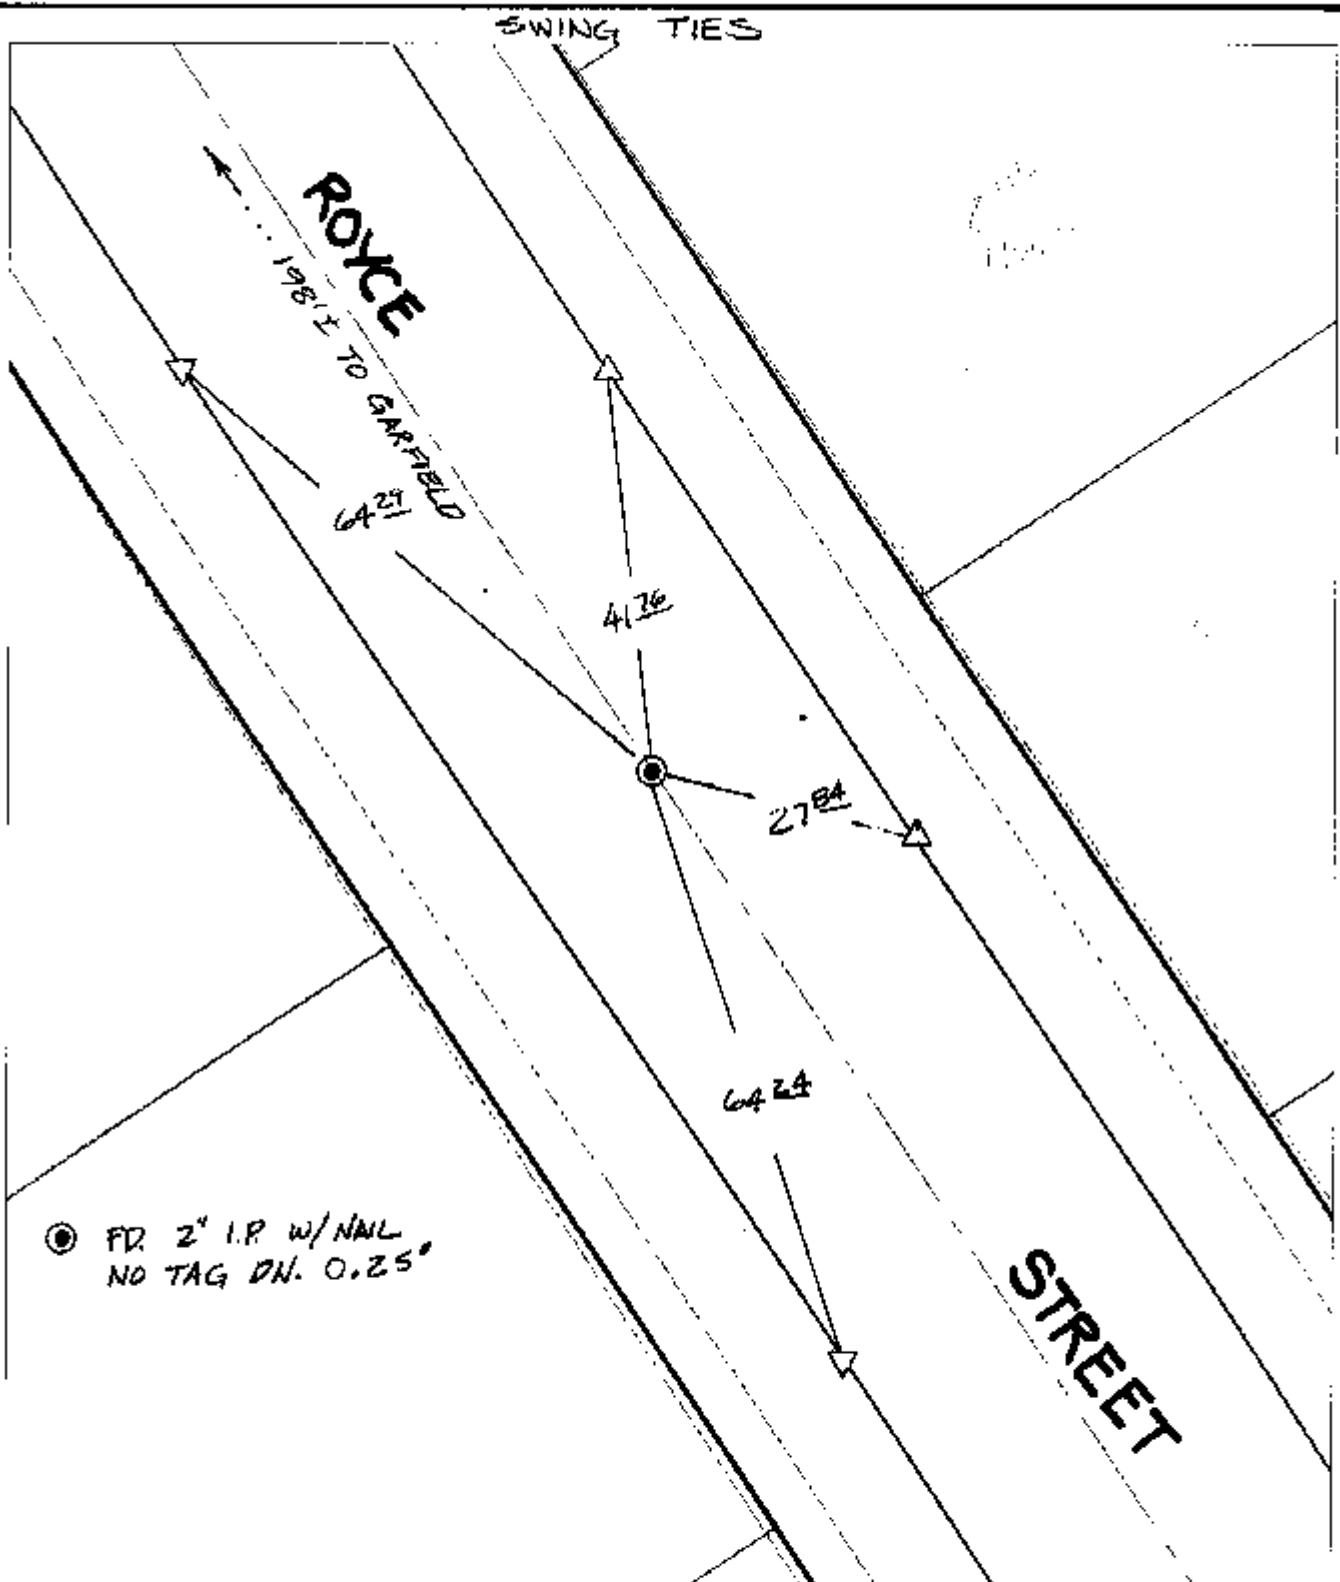 SWING TIES
ROYCE
198'± TO GARFIELD
64 29
41 76
27 84
64 24
FD. 2" I.P. W/ NAIL
NO TAG DN. 0.25'
STREET